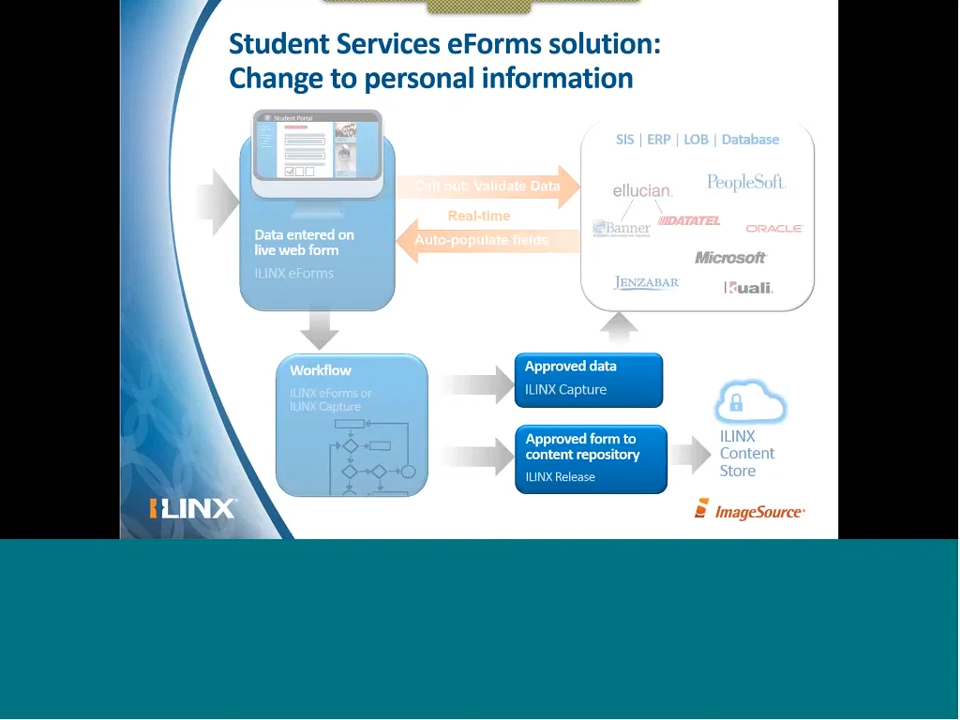 Student Services eForms solution:
Change to personal information
Student Portal
SIS | ERP | LOB | Database
Call out: Validate Data
Real-time
Auto-populate fields
ellucian.
PeopleSoft.
Banner
DATATEL
ORACLE
Microsoft
JENZABAR
Kuali.
Data entered on
live web form
ILINX eForms
Workflow
ILINX eForms or
ILINX Capture
Approved data
ILINX Capture
Approved form to
content repository
ILINX Release
ILINX
Content
Store
ILINX
ImageSource